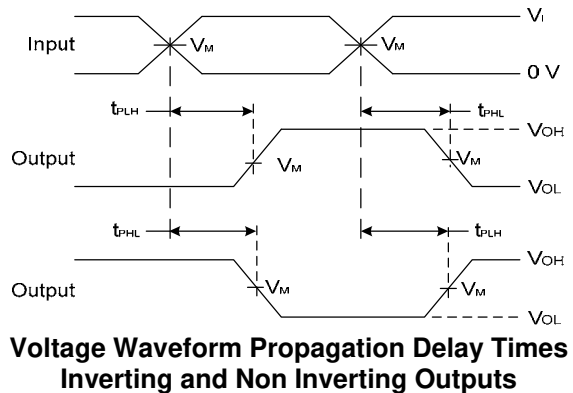 Vı
Input
VM
VM
0 V
tPLH
tPHL
VOH
Output
VM
VM
VOL
tPHL
tPLH
VOH
Output
VM
VM
VOL
Voltage Waveform Propagation Delay Times
Inverting and Non Inverting Outputs